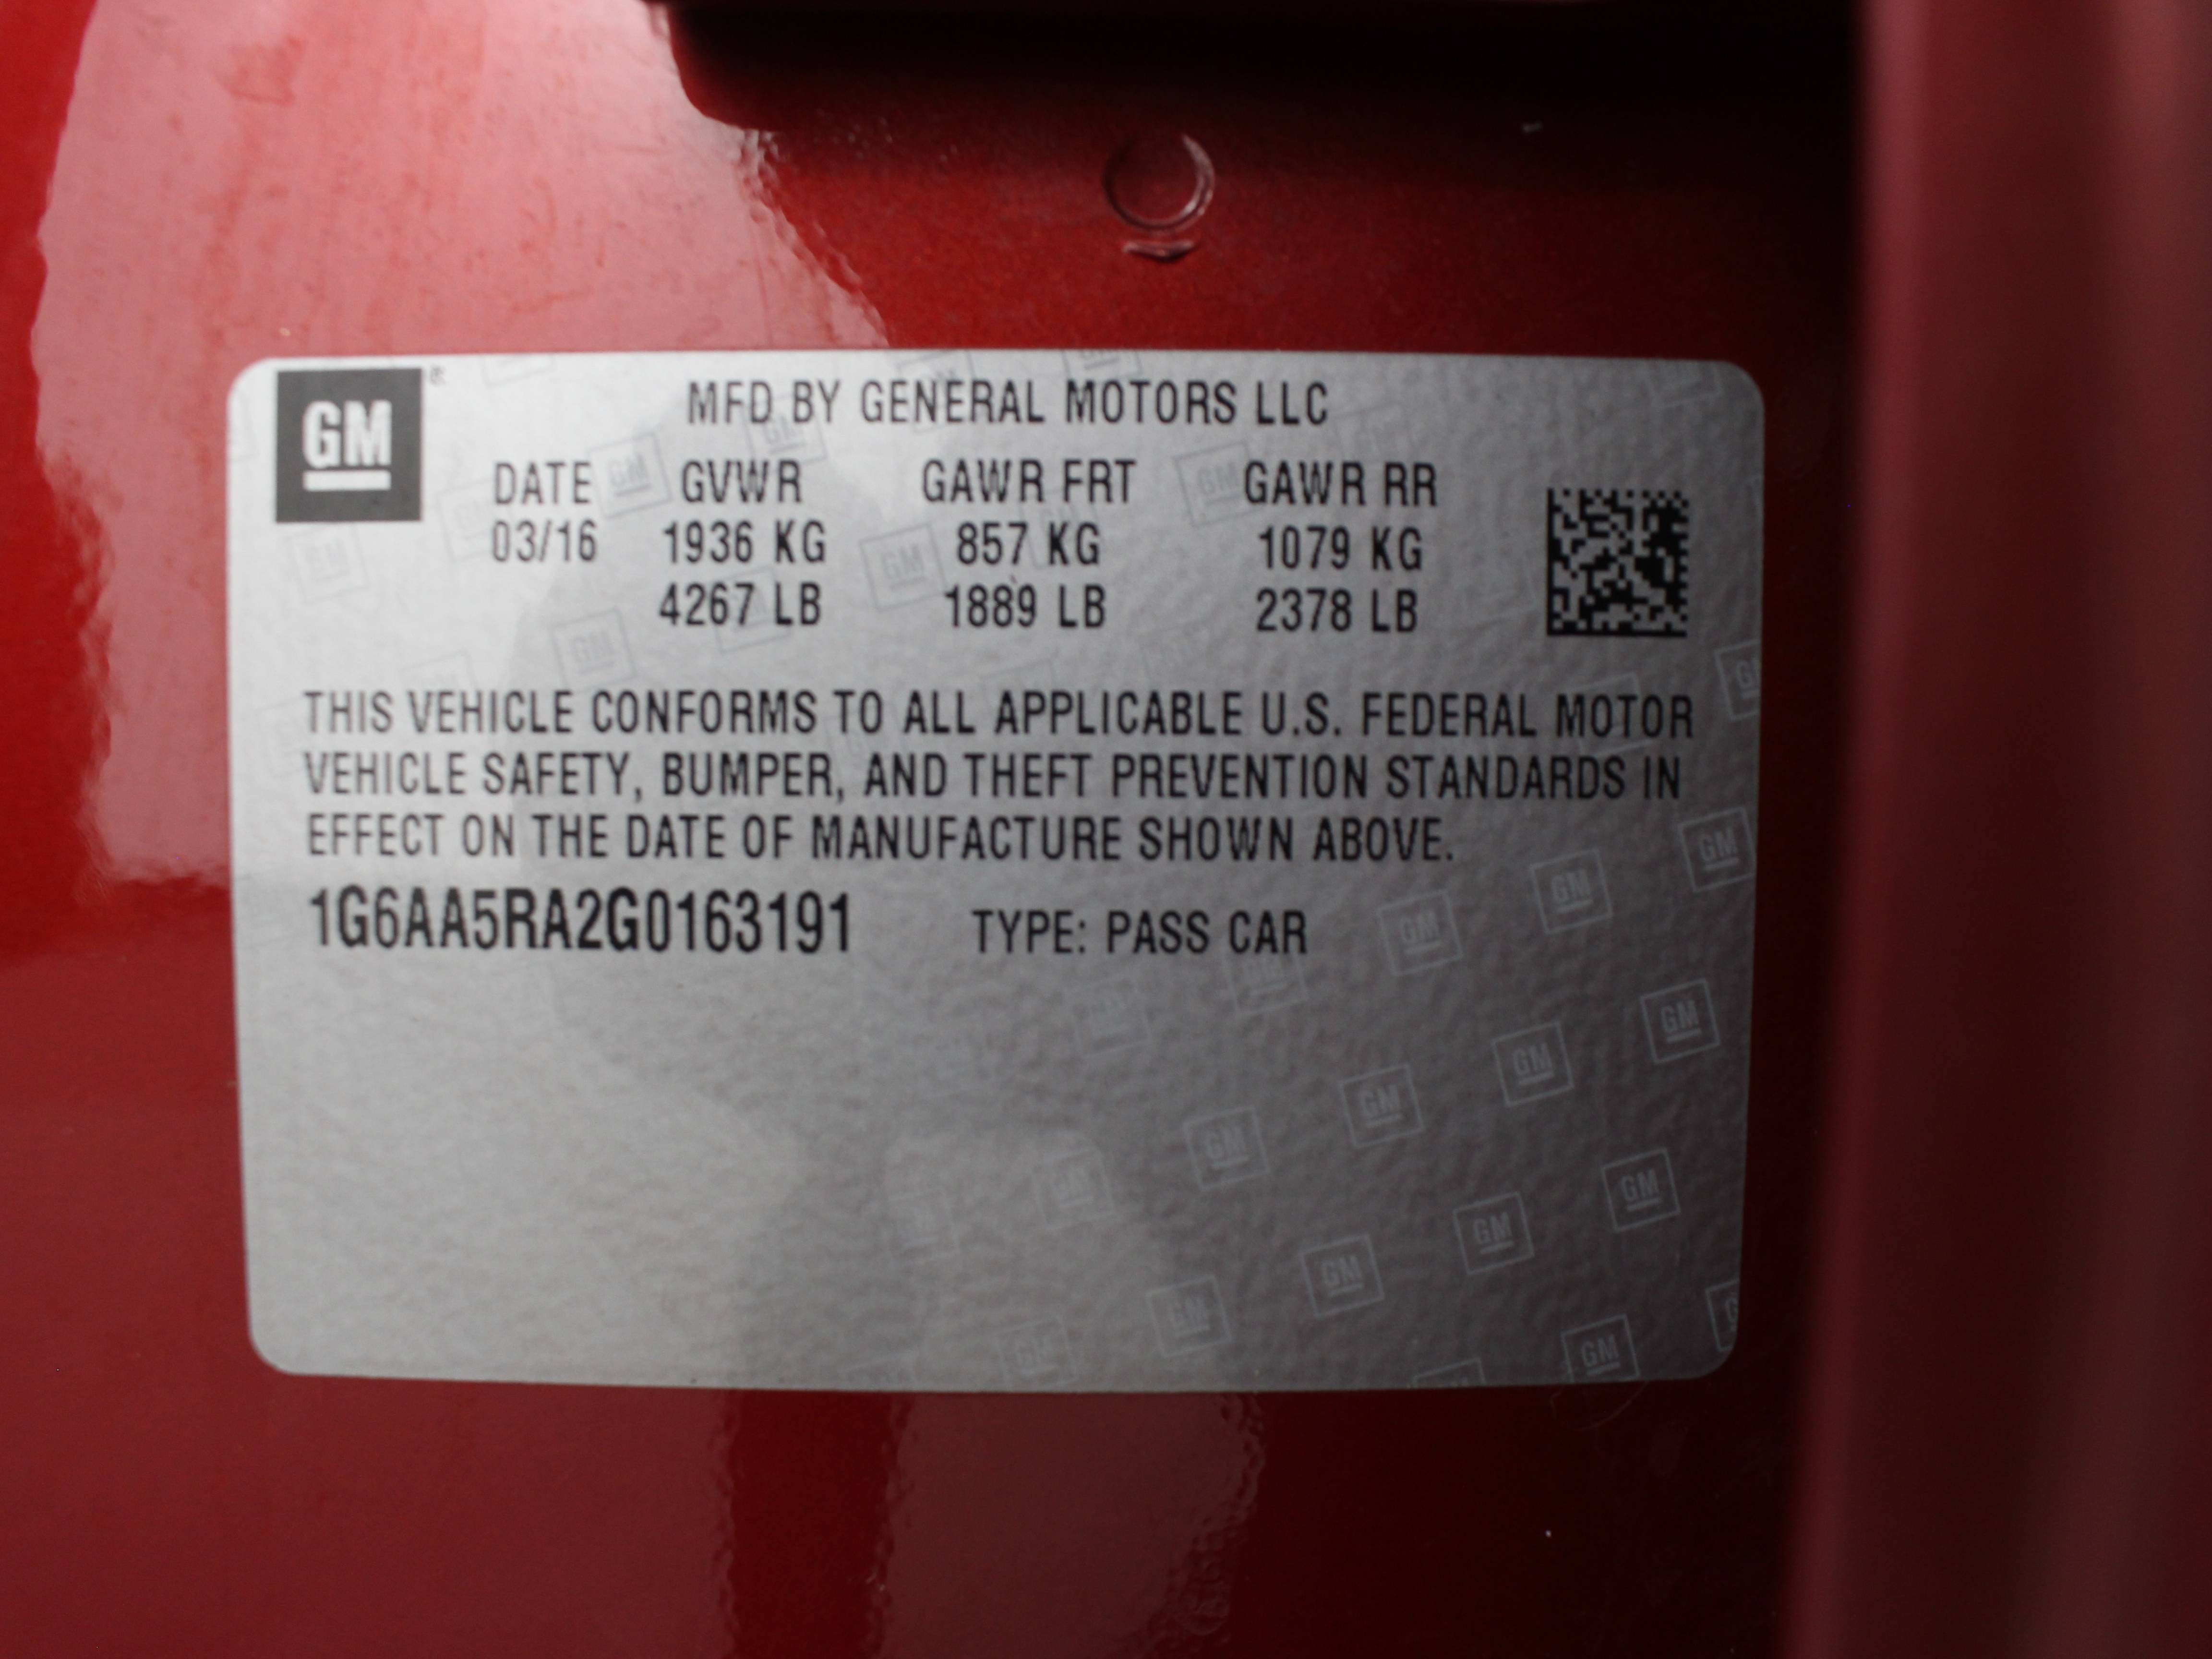 GM
MFD BY GENERAL MOTORS LLC
DATE GVWR GAWR FRT GAWR RR
03/16 1936 KG 857 KG 1079 KG
4267 LB 1889 LB 2378 LB
THIS VEHICLE CONFORMS TO ALL APPLICABLE U.S. FEDERAL MOTOR
VEHICLE SAFETY, BUMPER, AND THEFT PREVENTION STANDARDS IN
EFFECT ON THE DATE OF MANUFACTURE SHOWN ABOVE.
1G6AA5RA2G0163191 TYPE: PASS CAR